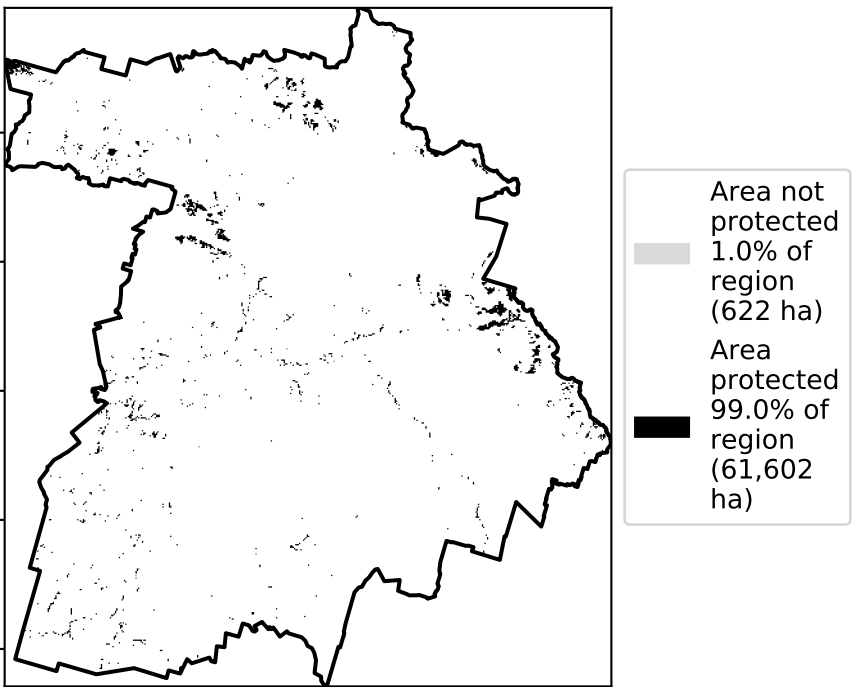 Area not
protected
1.0% of
region
(622 ha)
Area
protected
99.0% of
region
(61,602
ha)